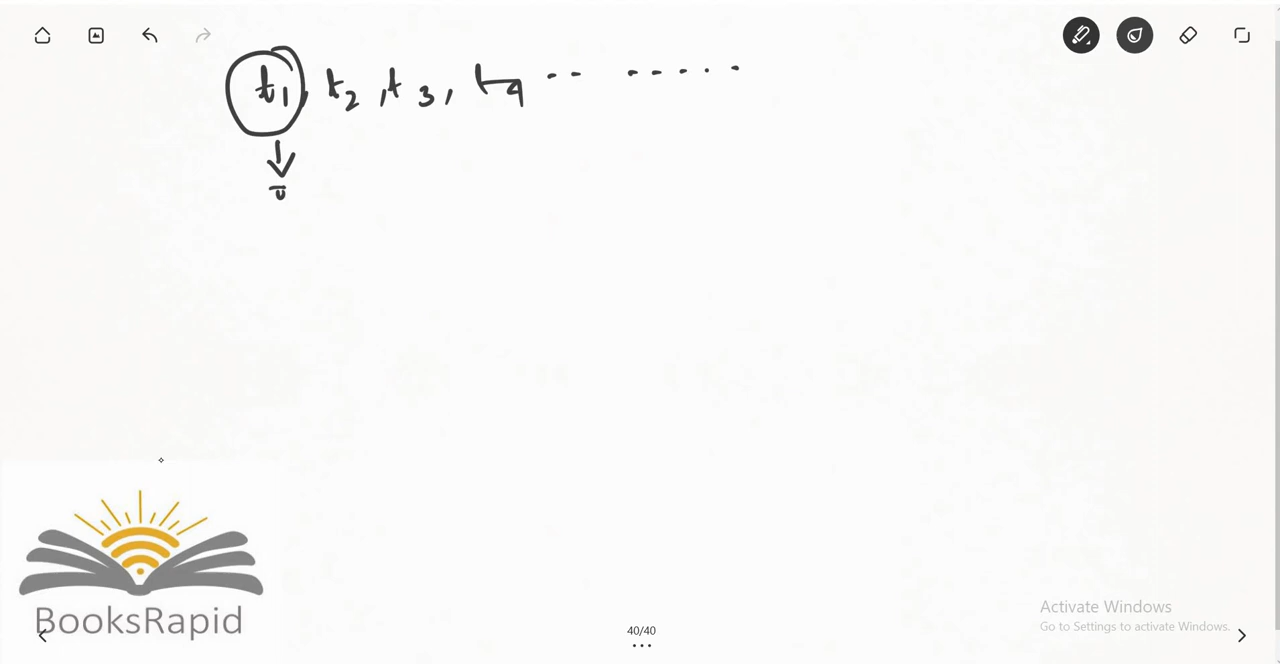 t1, t2, t3, t4 .. .....
BooksRapid
Activate Windows
Go to Settings to activate Windows.
40/40